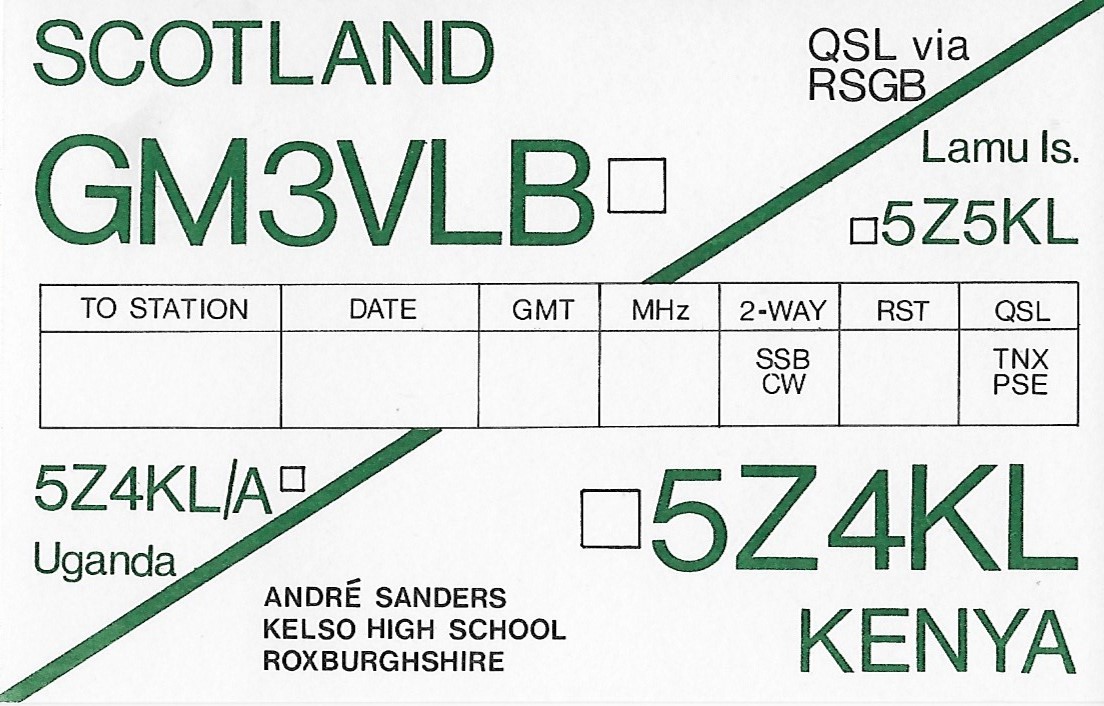 SCOTLAND
GM3VLB
QSL via
RSGB
Lamu Is.
5Z5KL
TO STATION DATE GMT MHz 2-WAY RST QSL
SSB TNX
CW PSE
5Z4KL/A
Uganda
5Z4KL
KENYA
ANDRÉ SANDERS
KELSO HIGH SCHOOL
ROXBURGHSHIRE